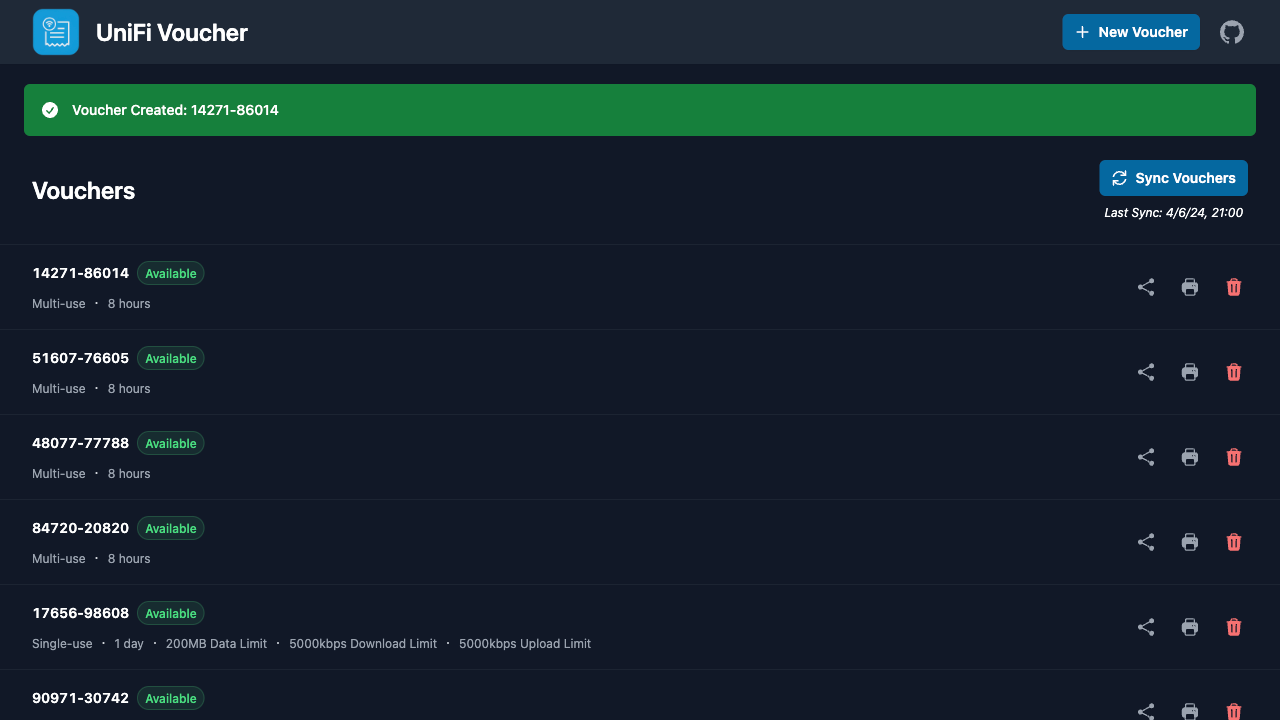 UniFi Voucher
New Voucher
Voucher Created: 14271-86014
Vouchers
Sync Vouchers
Last Sync: 4/6/24, 21:00
14271-86014 Available
Multi-use · 8 hours
51607-76605 Available
Multi-use · 8 hours
48077-77788 Available
Multi-use · 8 hours
84720-20820 Available
Multi-use · 8 hours
17656-98608 Available
Single-use · 1 day · 200MB Data Limit · 5000kbps Download Limit · 5000kbps Upload Limit
90971-30742 Available